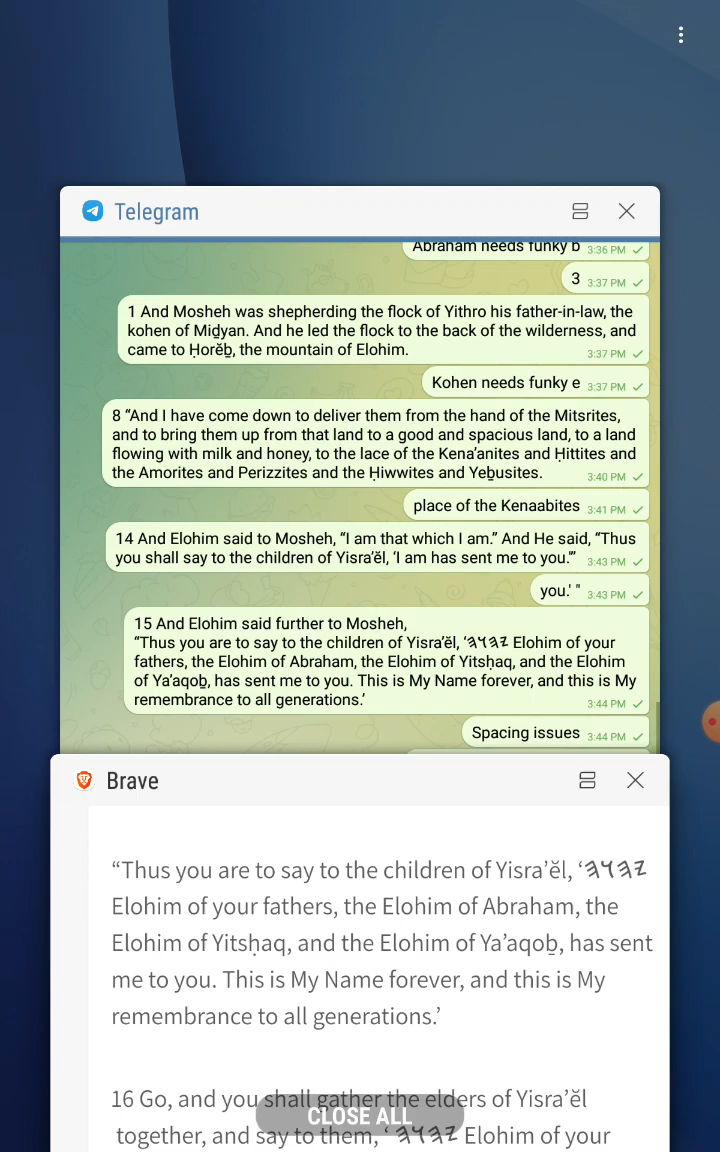 Telegram
Abraham needs funky b 3:36 PM
3 3:37 PM
1 And Mosheh was shepherding the flock of Yithro his father-in-law, the
kohen of Miḏyan. And he led the flock to the back of the wilderness, and
came to Ḥorĕḇ, the mountain of Elohim. 3:37 PM
Kohen needs funky e 3:37 PM
8 “And I have come down to deliver them from the hand of the Mitsrites,
and to bring them up from that land to a good and spacious land, to a land
flowing with milk and honey, to the lace of the Kena’anites and Ḥittites and
the Amorites and Perizzites and the Ḥiwwites and Yeḇusites. 3:40 PM
place of the Kenaabites 3:41 PM
14 And Elohim said to Mosheh, “I am that which I am.” And He said, “Thus
you shall say to the children of Yisra’ĕl, ‘I am has sent me to you.’” 3:43 PM
you.' " 3:43 PM
15 And Elohim said further to Mosheh,
“Thus you are to say to the children of Yisra’ĕl, ‘𐤉𐤄𐤅𐤄 Elohim of your
fathers, the Elohim of Abraham, the Elohim of Yitsḥaq, and the Elohim
of Ya’aqoḇ, has sent me to you. This is My Name forever, and this is My
remembrance to all generations.’ 3:44 PM
Spacing issues 3:44 PM
Brave
“Thus you are to say to the children of Yisra’ĕl, ‘𐤉𐤄𐤅𐤄
Elohim of your fathers, the Elohim of Abraham, the
Elohim of Yitsḥaq, and the Elohim of Ya’aqoḇ, has sent
me to you. This is My Name forever, and this is My
remembrance to all generations.’
16 Go, and you shall gather the elders of Yisra’ĕl
CLOSE ALL
together, and say to them, ‘ 𐤉𐤄𐤅𐤄 Elohim of your